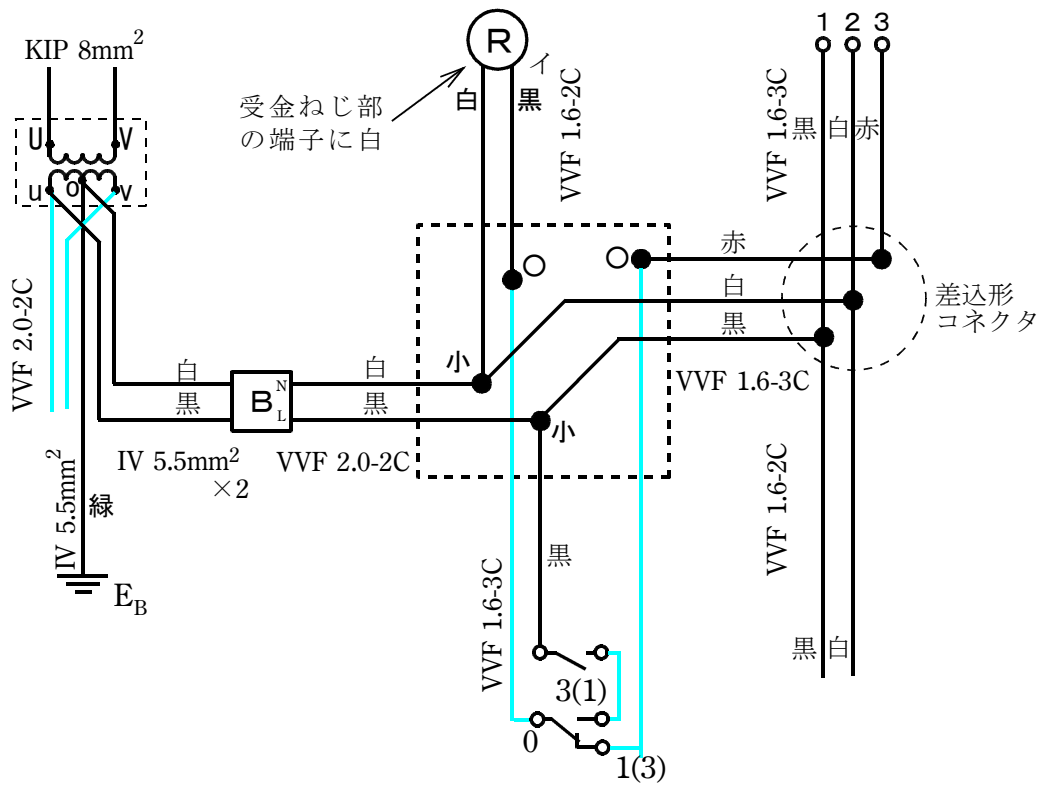 KIP 8mm²
U
V
u
o
v
VVF 2.0-2C
IV 5.5mm²
緑
E_B
白
黒
B
N
L
IV 5.5mm²
×2
白
黒
VVF 2.0-2C
R
イ
白
黒
受金ねじ部
の端子に白
VVF 1.6-2C
○
○
小
小
赤
白
黒
VVF 1.6-3C
1
2
3
VVF 1.6-3C
黒
白
赤
差込形
コネクタ
VVF 1.6-2C
黒
白
黒
VVF 1.6-3C
3(1)
0
1(3)